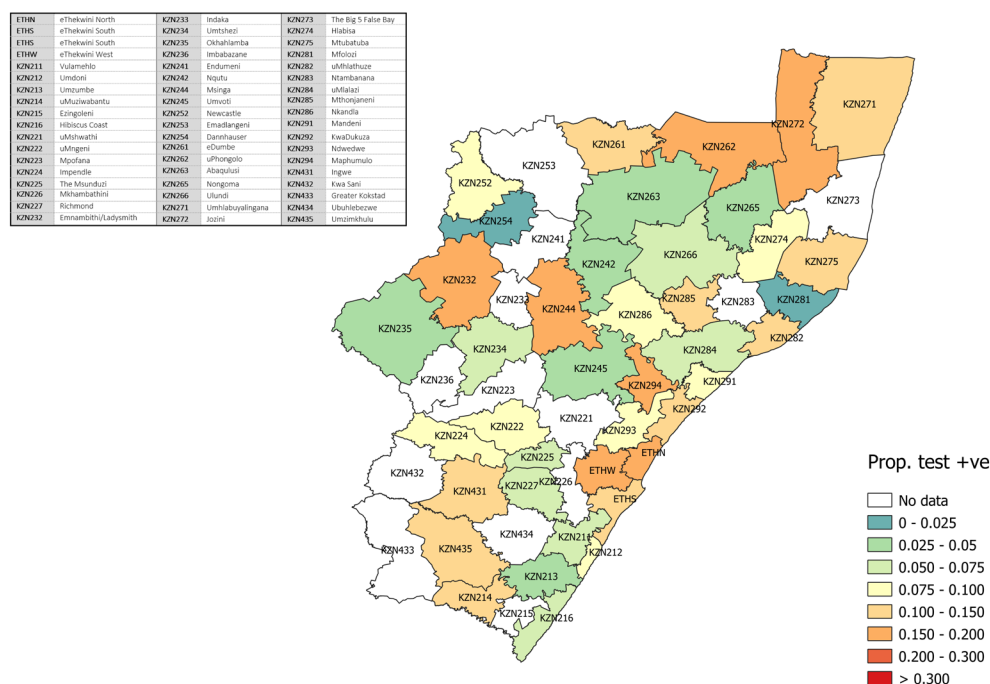 ETHN eThekwini North KZN233 Indaka KZN273 The Big 5 False Bay
ETHS eThekwini South KZN234 Umtshezi KZN274 Hlabisa
ETHS eThekwini South KZN235 Okhahlamba KZN275 Mtubatuba
ETHW eThekwini West KZN236 Imbabazane KZN281 Mfolozi
KZN211 Vulamehlo KZN241 Endumeni KZN282 uMhlathuze
KZN212 Umdoni KZN242 Nqutu KZN283 Ntambanana
KZN213 Umzumbe KZN244 Msinga KZN284 uMlalazi
KZN214 uMuziwabantu KZN245 Umvoti KZN285 Mthonjaneni
KZN215 Ezingoleni KZN252 Newcastle KZN286 Nkandla
KZN216 Hibiscus Coast KZN253 Emadlangeni KZN291 Mandeni
KZN221 uMshwathi KZN254 Dannhauser KZN292 KwaDukuza
KZN222 uMngeni KZN261 eDumbe KZN293 Ndwedwe
KZN223 Mpofana KZN262 uPhongolo KZN294 Maphumulo
KZN224 Impendle KZN263 Abaqulusi KZN431 Ingwe
KZN225 The Msunduzi KZN265 Nongoma KZN432 Kwa Sani
KZN226 Mkhambathini KZN266 Ulundi KZN433 Greater Kokstad
KZN227 Richmond KZN271 Umhlabuyalingana KZN434 Ubuhlebezwe
KZN232 Emnambithi/Ladysmith KZN272 Jozini KZN435 Umzimkhulu
KZN271
KZN272
KZN261
KZN262
KZN253
KZN252
KZN263
KZN273
KZN265
KZN254
KZN241
KZN274
KZN266
KZN275
KZN242
KZN232
KZN233
KZN244
KZN285
KZN283
KZN281
KZN286
KZN235
KZN282
KZN234
KZN284
KZN245
KZN236
KZN223
KZN294
KZN291
KZN292
KZN221
KZN222
KZN293
KZN224
ETHN
KZN225
KZN432
ETHW
KZN226
KZN227
KZN431
ETHS
KZN434
KZN211
KZN433
KZN435
KZN212
KZN213
KZN214
KZN215
KZN216
Prop. test +ve
No data
0 - 0.025
0.025 - 0.05
0.050 - 0.075
0.075 - 0.100
0.100 - 0.150
0.150 - 0.200
0.200 - 0.300
> 0.300